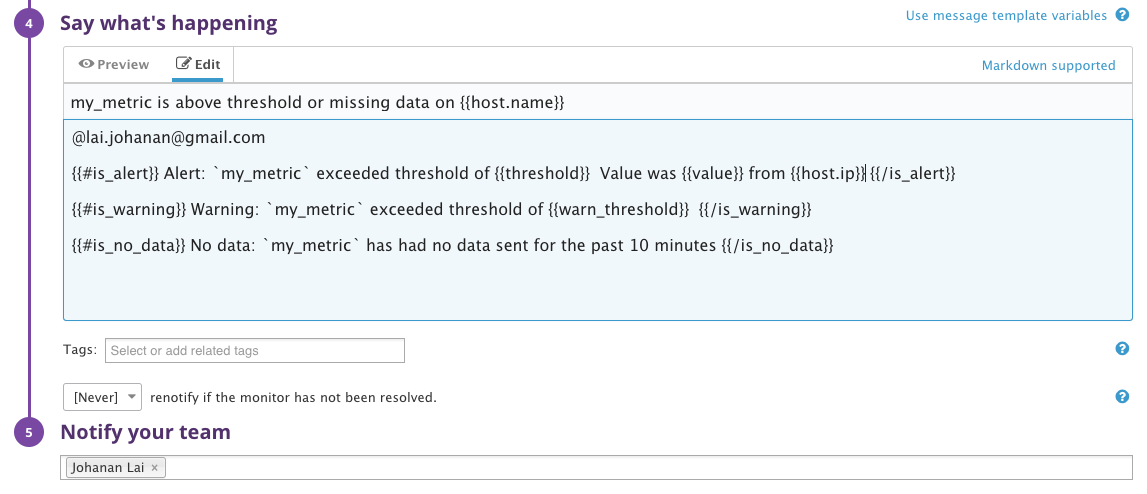 4 Say what's happening Use message template variables ?
Preview Edit Markdown supported
my_metric is above threshold or missing data on {{host.name}}
@lai.johanan@gmail.com
{{#is_alert}} Alert: `my_metric` exceeded threshold of {{threshold}}  Value was {{value}} from {{host.ip}} {{/is_alert}}
{{#is_warning}} Warning: `my_metric` exceeded threshold of {{warn_threshold}}  {{/is_warning}}
{{#is_no_data}} No data: `my_metric` has had no data sent for the past 10 minutes {{/is_no_data}}
Tags: Select or add related tags ?
[Never] renotify if the monitor has not been resolved. ?
5 Notify your team
Johanan Lai ×